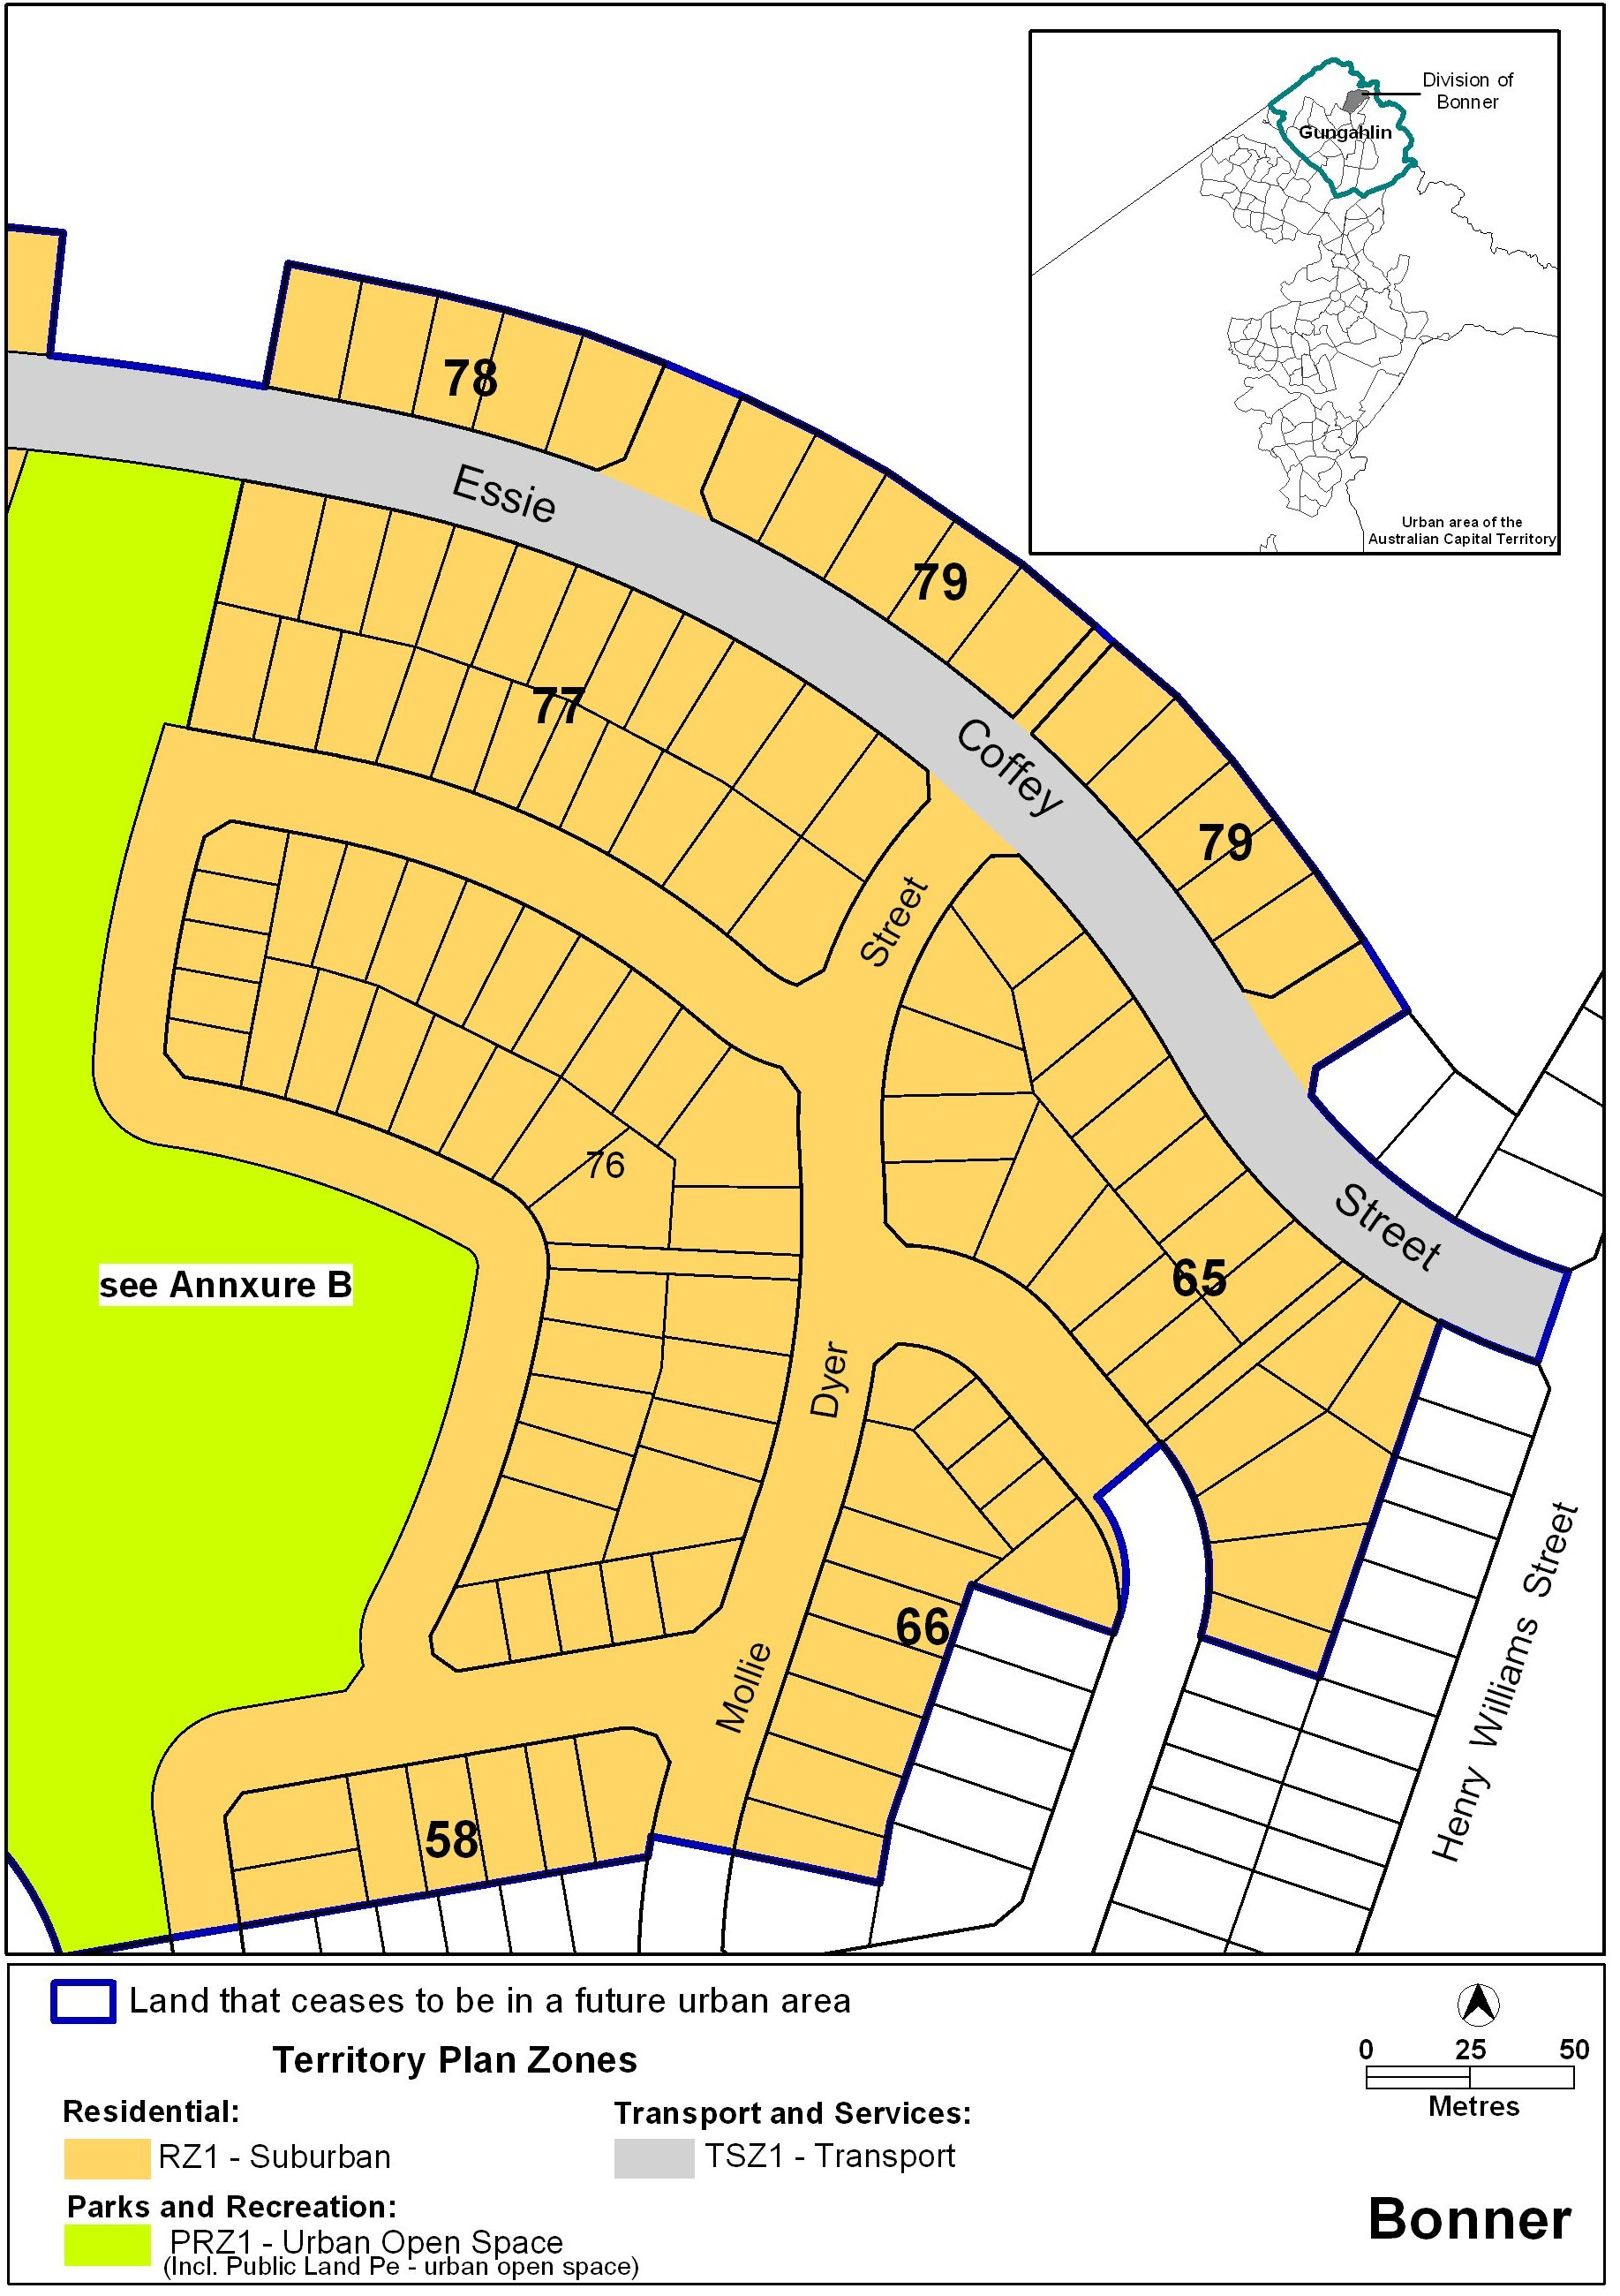 Division of
Bonner
Gungahlin
Urban area of the
Australian Capital Territory
78
Essie
79
77
Coffey
79
Street
76
Street
65
see Annxure B
Dyer
Henry Williams Street
66
Mollie
58
Land that ceases to be in a future urban area
Territory Plan Zones
0 25 50
Metres
Residential:
Transport and Services:
RZ1 - Suburban
TSZ1 - Transport
Parks and Recreation:
PRZ1 - Urban Open Space
(Incl. Public Land Pe - urban open space)
Bonner